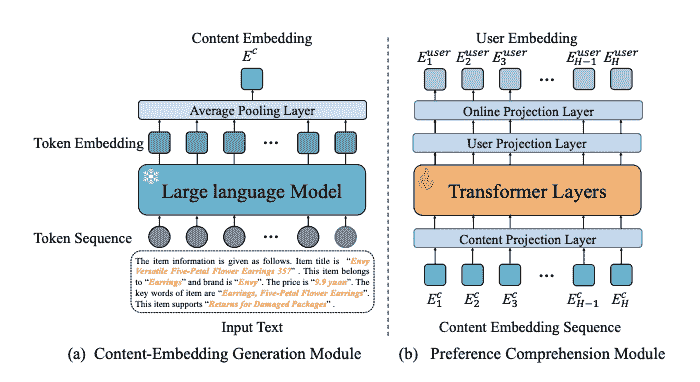 Content Embedding
E^c
Average Pooling Layer
Token Embedding
...
Large language Model
Token Sequence
...
The item information is given as follows. Item title is "Envy
Versatile Five-Petal Flower Earrings 357". This item belongs
to "Earrings" and brand is "Envy". The price is "9.9 yuan". The
key words of item are "Earrings, Five-Petal Flower Earrings".
This item supports "Returns for Damaged Packages" .
Input Text
(a) Content-Embedding Generation Module
User Embedding
E_1^user E_2^user E_3^user E_{H-1}^user E_H^user
...
Online Projection Layer
User Projection Layer
Transformer Layers
Content Projection Layer
...
E_1^c E_2^c E_3^c E_{H-1}^c E_H^c
Content Embedding Sequence
(b) Preference Comprehension Module